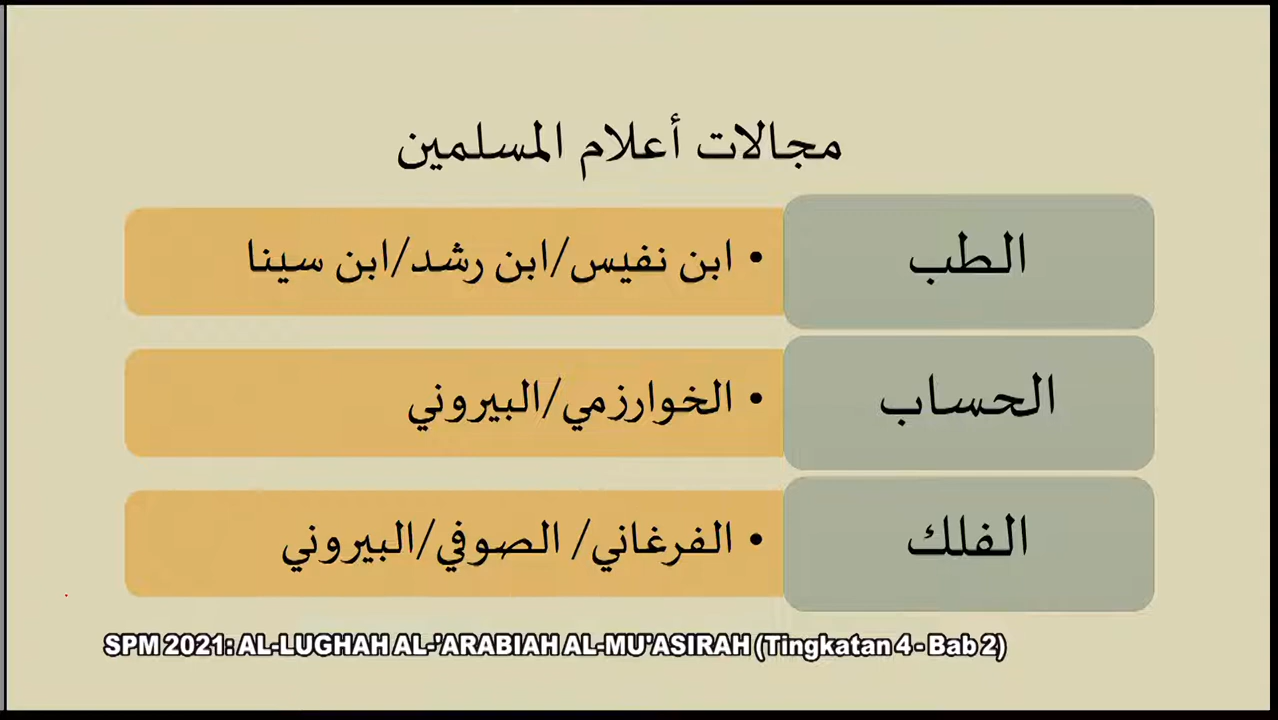 مجالات أعلام المسلمين
الطب
• ابن نفيس/ابن رشد/ابن سينا
الحساب
• الخوارزمي/البيروني
الفلك
• الفرغاني/ الصوفي/البيروني
SPM 2021: AL-LUGHAH AL-'ARABIAH AL-MU'ASIRAH (Tingkatan 4 - Bab 2)